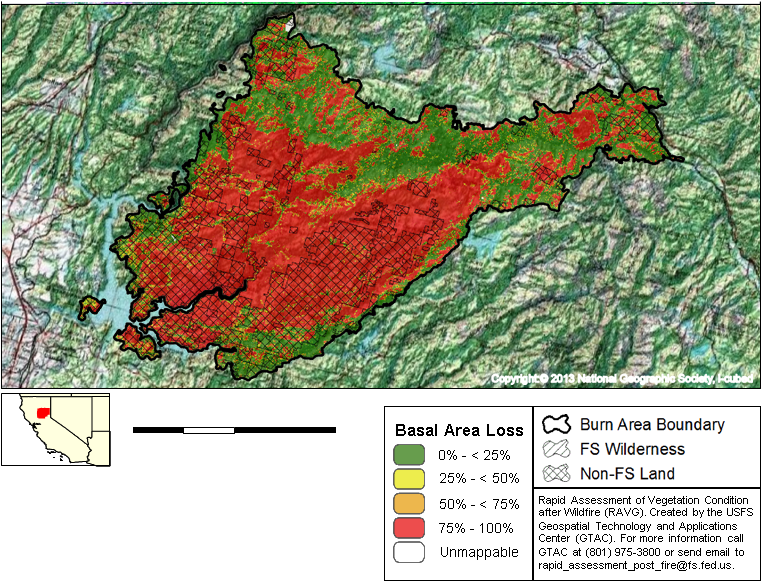 Copyright:© 2013 National Geographic Society, i-cubed
Basal Area Loss
0% - < 25%
25% - < 50%
50% - < 75%
75% - 100%
Unmappable
Burn Area Boundary
FS Wilderness
Non-FS Land
Rapid Assessment of Vegetation Condition
after Wildfire (RAVG). Created by the USFS
Geospatial Technology and Applications
Center (GTAC). For more information call
GTAC at (801) 975-3800 or send email to
rapid_assessment_post_fire@fs.fed.us.